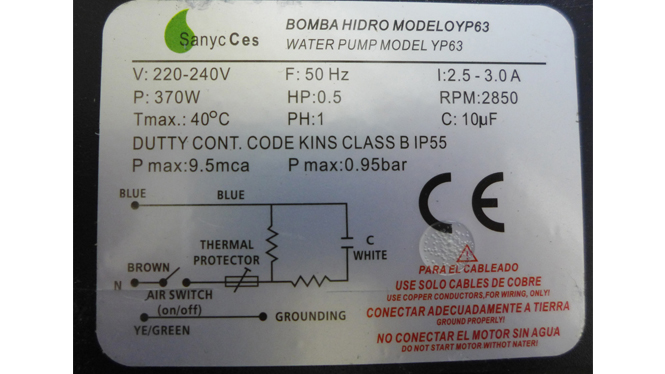 SanycCes
BOMBA HIDRO MODELOYP63
WATER PUMP MODEL YP63
V: 220-240V F: 50 Hz I:2.5 - 3.0 A
P: 370W HP:0.5 RPM:2850
Tmax.: 40°C PH:1 C: 10µF
DUTTY CONT. CODE KINS CLASS B IP55
P max:9.5mca P max:0.95bar
CE
BLUE BLUE
THERMAL
PROTECTOR
C
WHITE
BROWN
N
AIR SWITCH
(on/off)
GROUNDING
YE/GREEN
PARA EL CABLEADO
USE SOLO CABLES DE COBRE
USE COPPER CONDUCTORS,FOR WIRING, ONLY!
CONECTAR ADECUADAMENTE A TIERRA
GROUND PROPERLY!
NO CONECTAR EL MOTOR SIN AGUA
DO NOT START MOTOR WITHOT NATER!